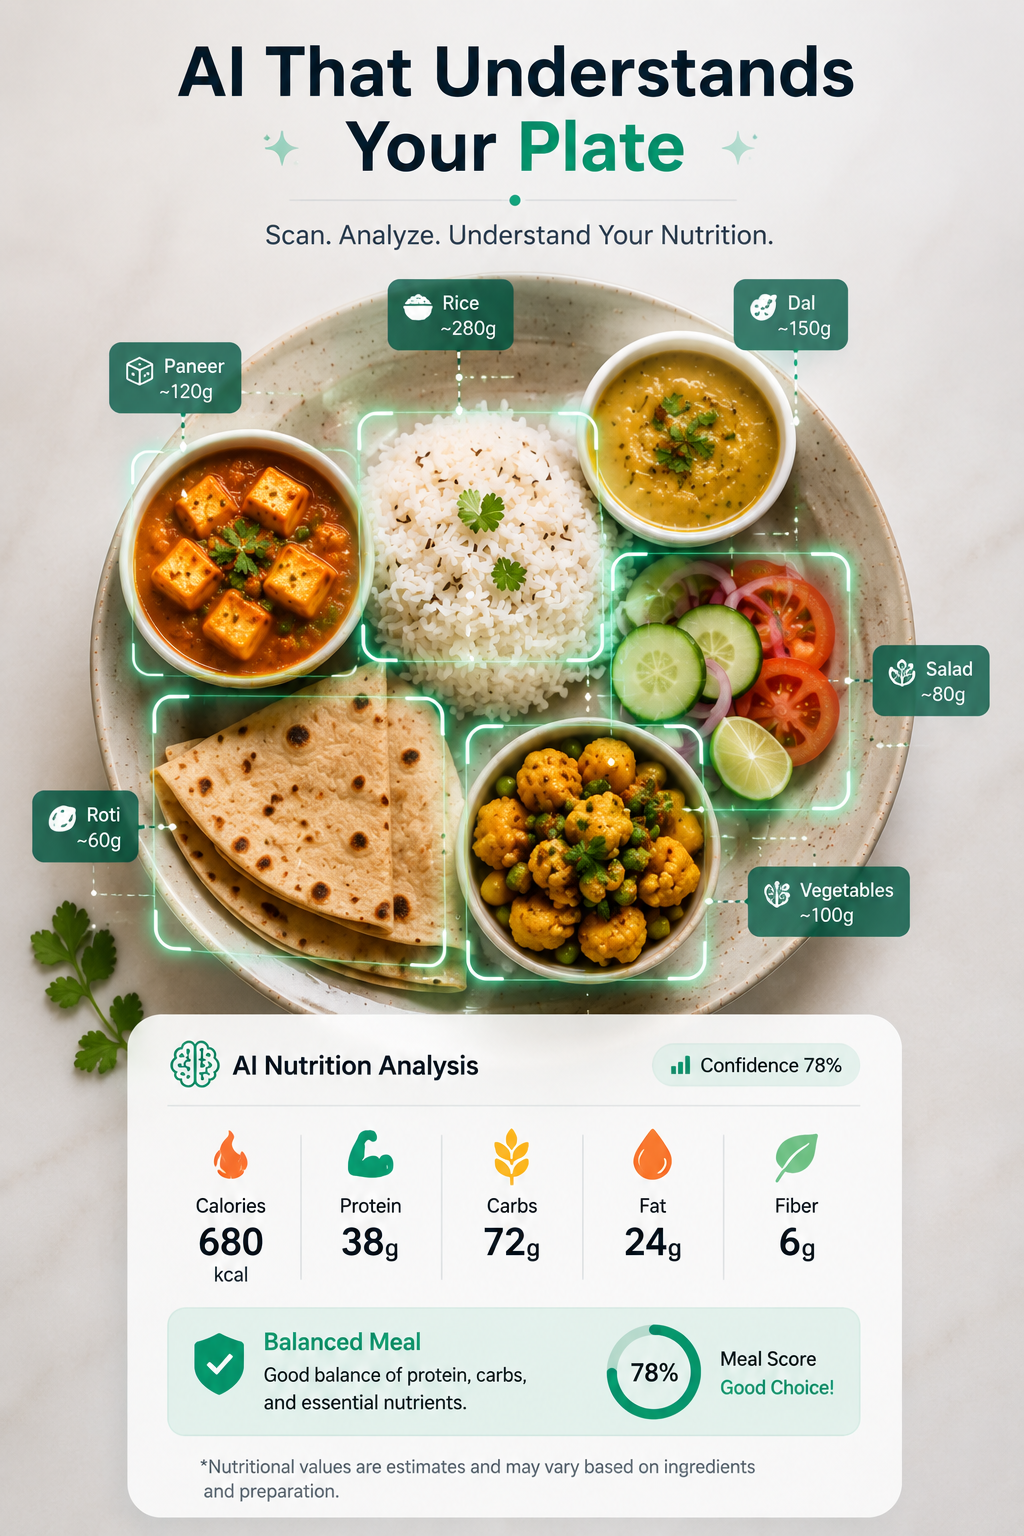 AI That Understands
Your Plate
Scan. Analyze. Understand Your Nutrition.
Rice
~280g
Dal
~150g
Paneer
~120g
Salad
~80g
Roti
~60g
Vegetables
~100g
AI Nutrition Analysis
Confidence 78%
Calories
680
kcal
Protein
38g
Carbs
72g
Fat
24g
Fiber
6g
Balanced Meal
Good balance of protein, carbs,
and essential nutrients.
78%
Meal Score
Good Choice!
*Nutritional values are estimates and may vary based on ingredients
and preparation.